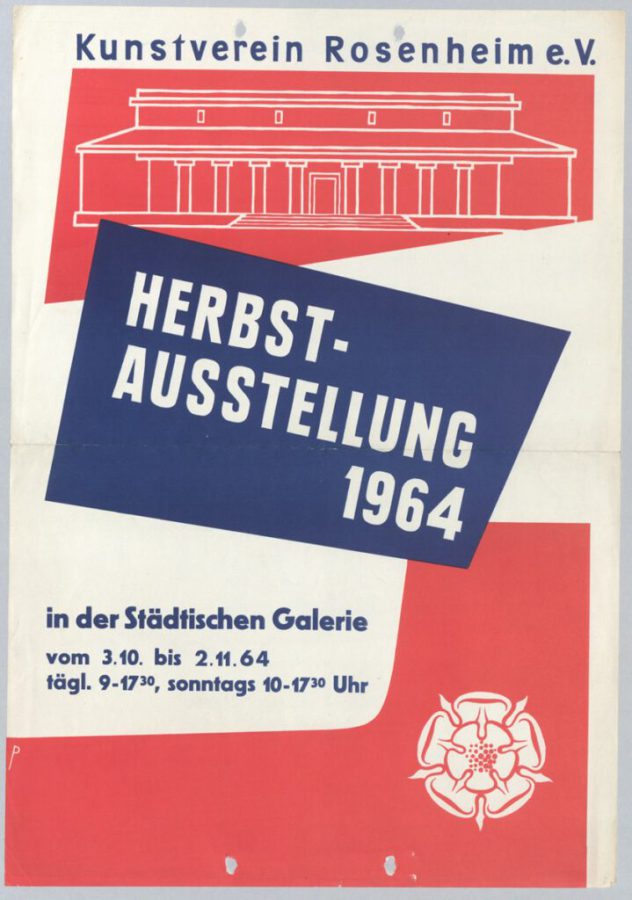 Kunstverein Rosenheim e.V.
HERBST-
AUSSTELLUNG
1964
in der Städtischen Galerie
vom 3.10. bis 2.11.64
tägl. 9-17³⁰, sonntags 10-17³⁰ Uhr
P